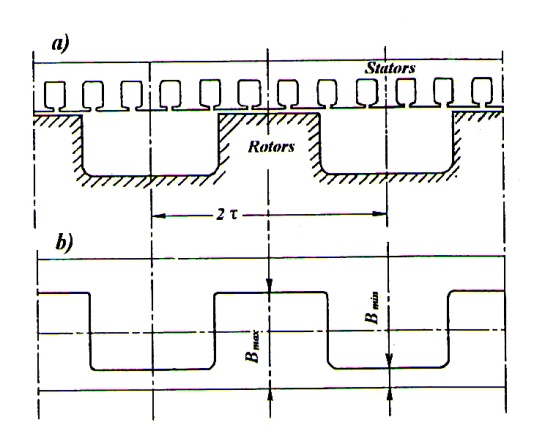 a)
Stators
Rotors
2 τ
b)
B max
B min